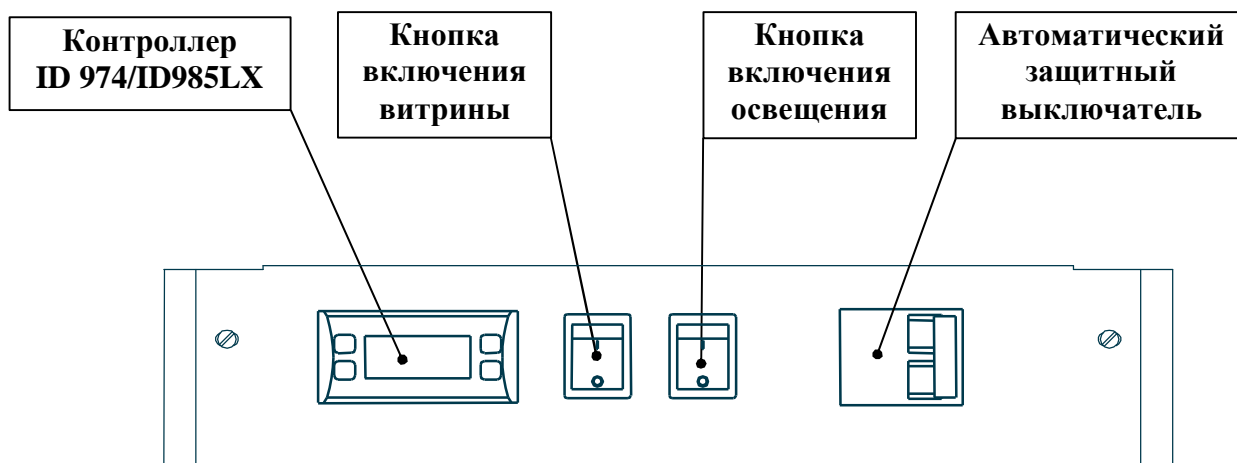 Контроллер
ID 974/ID985LX
Кнопка
включения
витрины
Кнопка
включения
освещения
Автоматический
защитный
выключатель